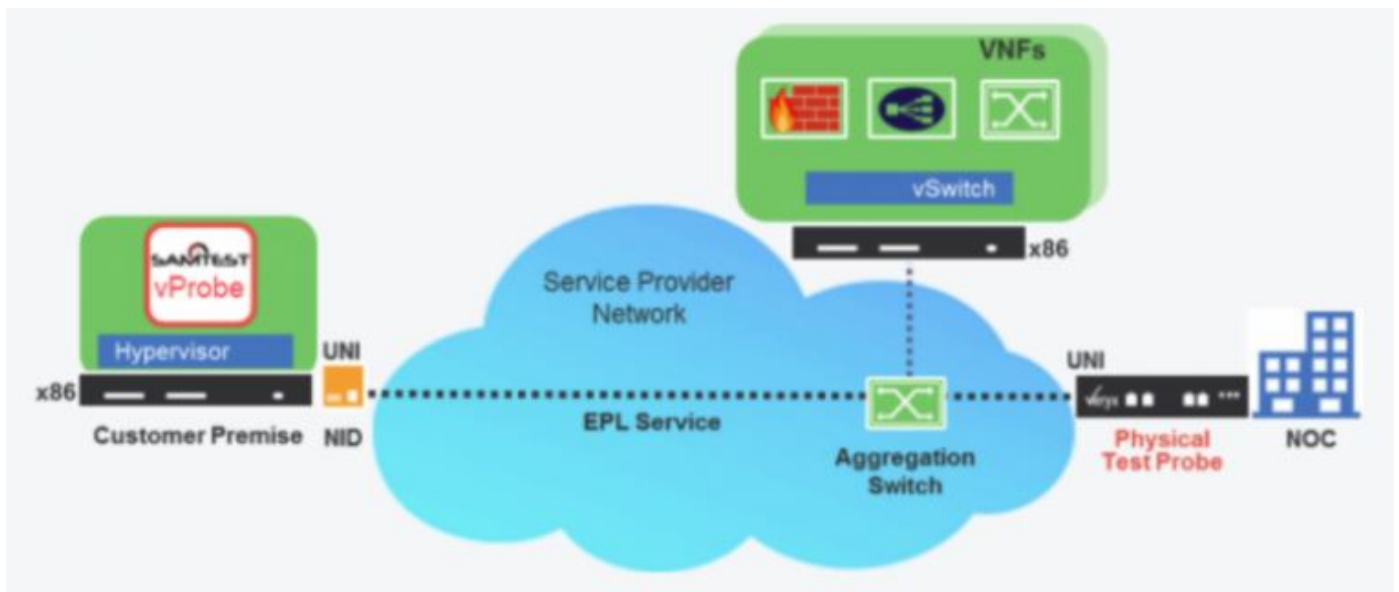 VNFs
vSwitch
x86
Service Provider
Network
SAMTEST
vProbe
Hypervisor
UNI
x86
Customer Premise
NID
EPL Service
Aggregation
Switch
UNI
veryx
Physical
Test Probe
NOC